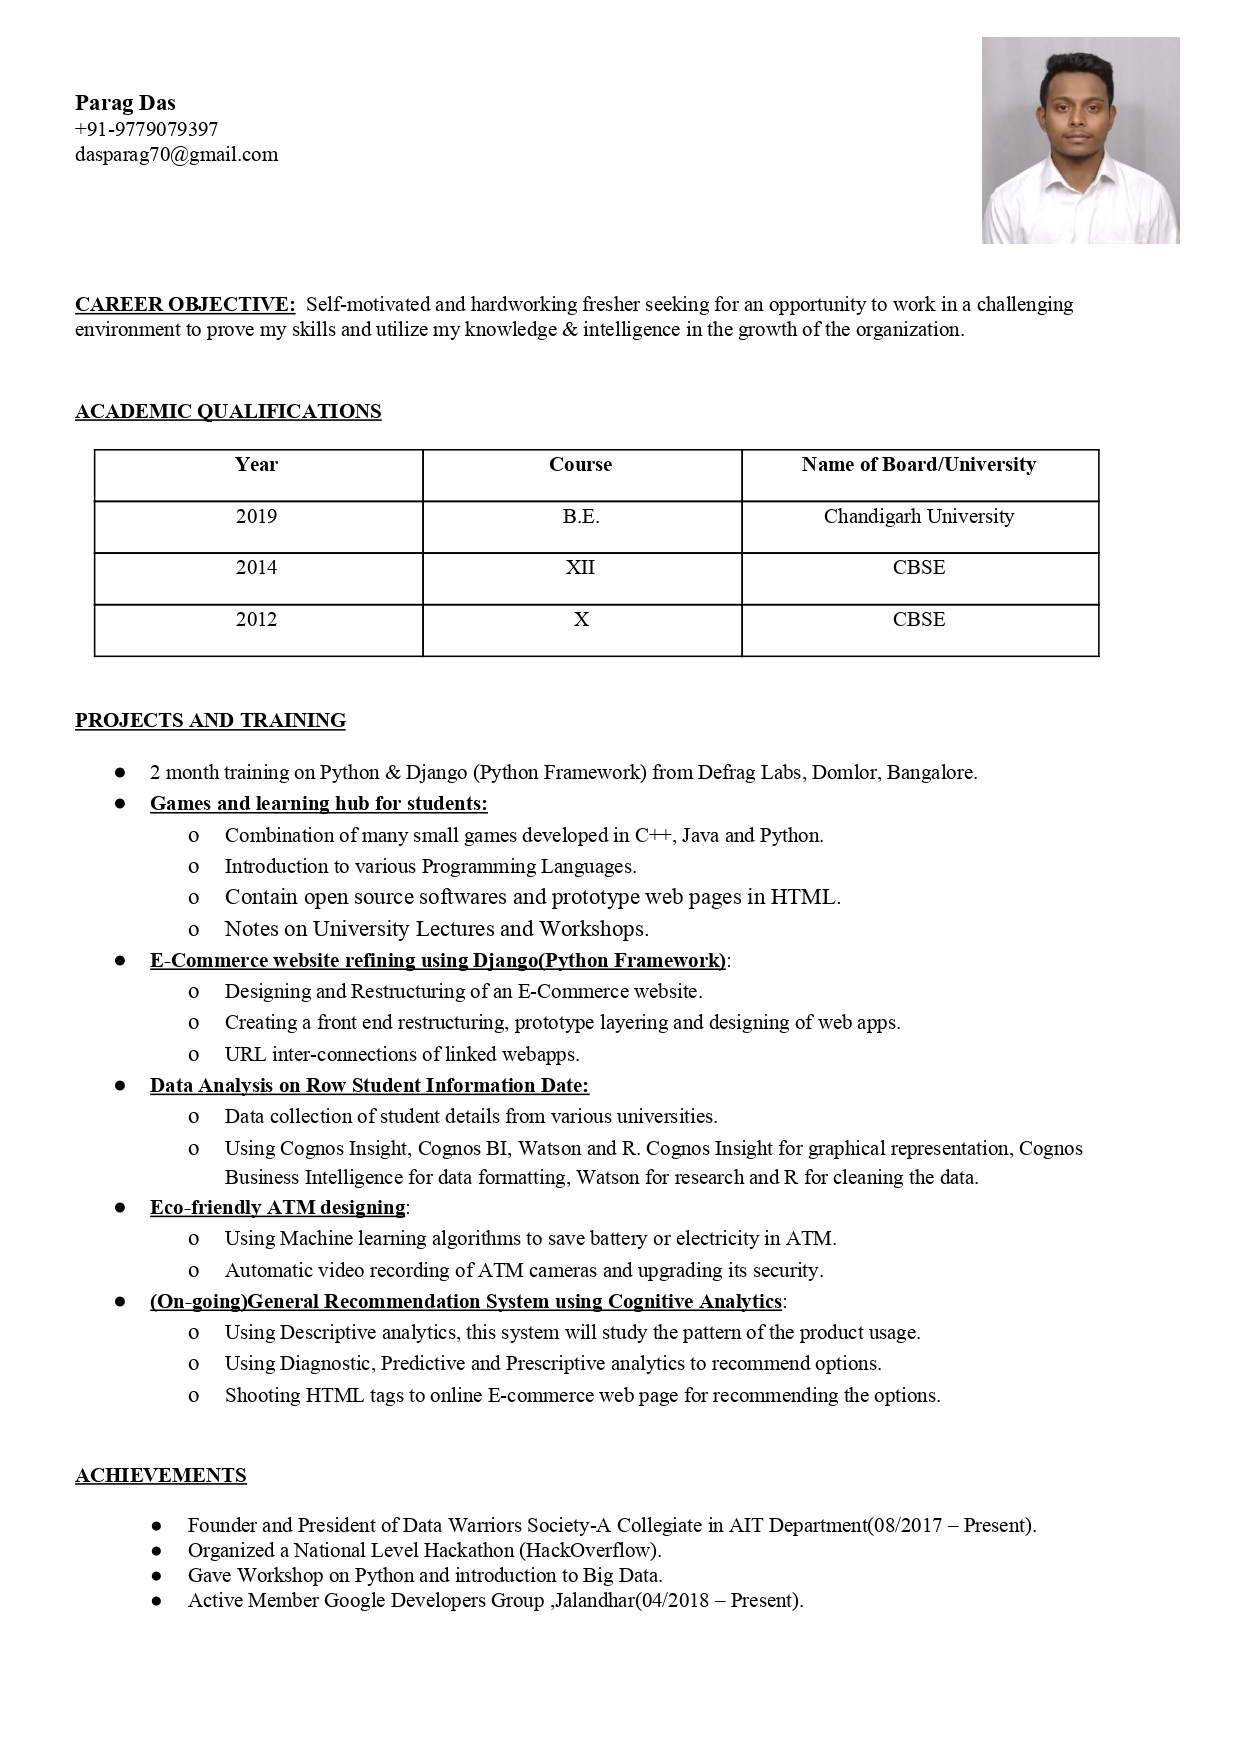 Parag Das
+91-9779079397
dasparag70@gmail.com
CAREER OBJECTIVE: Self-motivated and hardworking fresher seeking for an opportunity to work in a challenging
environment to prove my skills and utilize my knowledge & intelligence in the growth of the organization.
ACADEMIC QUALIFICATIONS
Year Course Name of Board/University
2019 B.E. Chandigarh University
2014 XII CBSE
2012 X CBSE
PROJECTS AND TRAINING
● 2 month training on Python & Django (Python Framework) from Defrag Labs, Domlor, Bangalore.
● Games and learning hub for students:
o Combination of many small games developed in C++, Java and Python.
o Introduction to various Programming Languages.
o Contain open source softwares and prototype web pages in HTML.
o Notes on University Lectures and Workshops.
● E-Commerce website refining using Django(Python Framework):
o Designing and Restructuring of an E-Commerce website.
o Creating a front end restructuring, prototype layering and designing of web apps.
o URL inter-connections of linked webapps.
● Data Analysis on Row Student Information Date:
o Data collection of student details from various universities.
o Using Cognos Insight, Cognos BI, Watson and R. Cognos Insight for graphical representation, Cognos
Business Intelligence for data formatting, Watson for research and R for cleaning the data.
● Eco-friendly ATM designing:
o Using Machine learning algorithms to save battery or electricity in ATM.
o Automatic video recording of ATM cameras and upgrading its security.
● (On-going)General Recommendation System using Cognitive Analytics:
o Using Descriptive analytics, this system will study the pattern of the product usage.
o Using Diagnostic, Predictive and Prescriptive analytics to recommend options.
o Shooting HTML tags to online E-commerce web page for recommending the options.
ACHIEVEMENTS
● Founder and President of Data Warriors Society-A Collegiate in AIT Department(08/2017 – Present).
● Organized a National Level Hackathon (HackOverflow).
● Gave Workshop on Python and introduction to Big Data.
● Active Member Google Developers Group ,Jalandhar(04/2018 – Present).